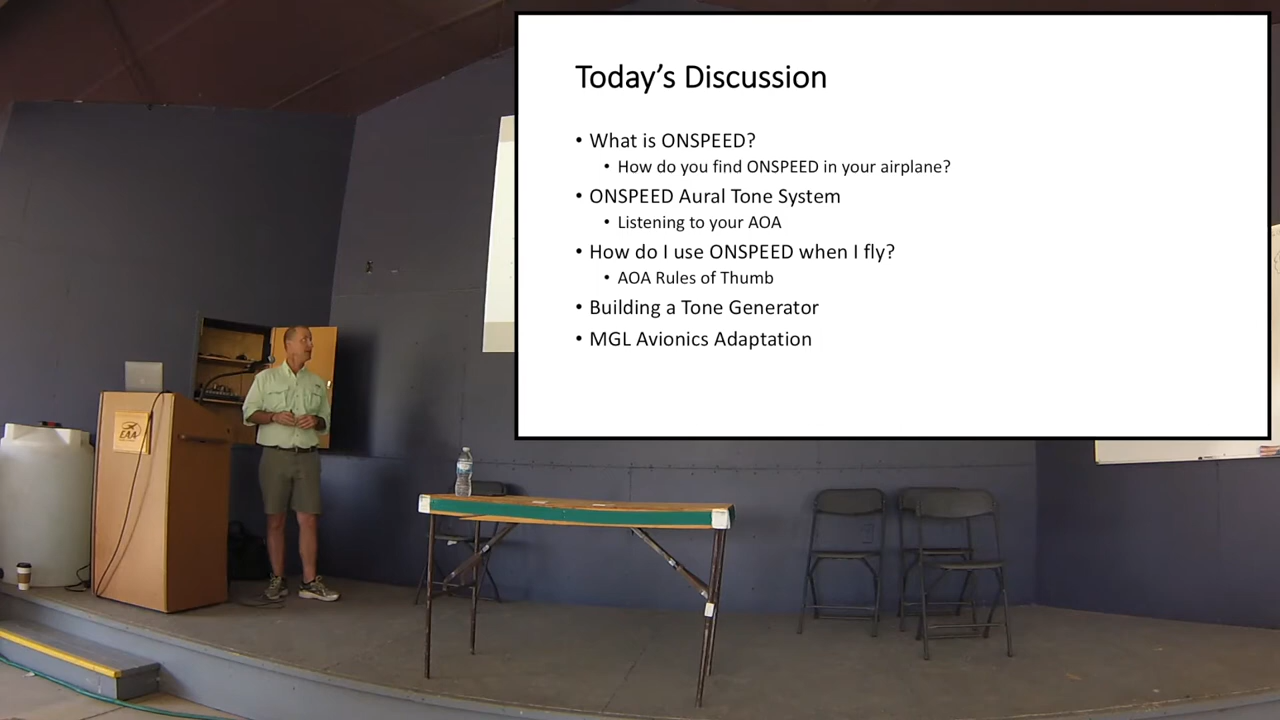 Today's Discussion
• What is ONSPEED?
• How do you find ONSPEED in your airplane?
• ONSPEED Aural Tone System
• Listening to your AOA
• How do I use ONSPEED when I fly?
• AOA Rules of Thumb
• Building a Tone Generator
• MGL Avionics Adaptation
EAA